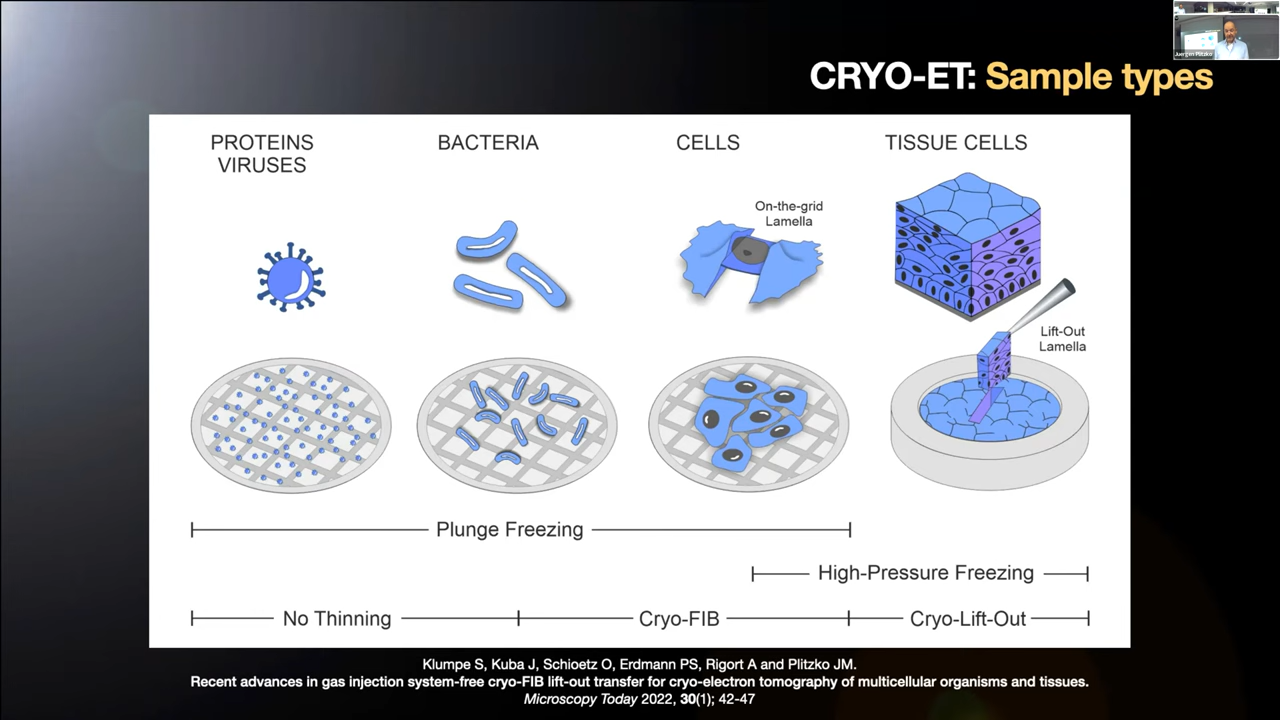 Juergen Plitzko
CRYO-ET: Sample types
PROTEINS
VIRUSES
BACTERIA
CELLS
TISSUE CELLS
On-the-grid
Lamella
Lift-Out
Lamella
Plunge Freezing
High-Pressure Freezing
No Thinning
Cryo-FIB
Cryo-Lift-Out
Klumpe S, Kuba J, Schioetz O, Erdmann PS, Rigort A and Plitzko JM.
Recent advances in gas injection system-free cryo-FIB lift-out transfer for cryo-electron tomography of multicellular organisms and tissues.
Microscopy Today 2022, 30(1); 42-47